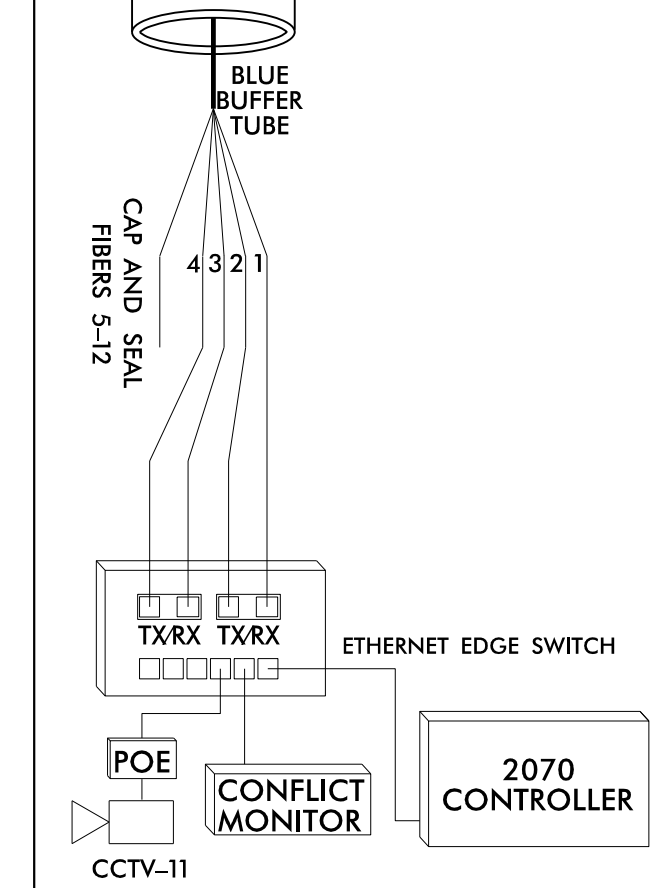 BLUE
BUFFER
TUBE
CAP AND SEAL
FIBERS 5–12
4 3 2 1
TX/RX TX/RX
ETHERNET EDGE SWITCH
POE
CONFLICT
MONITOR
2070
CONTROLLER
CCTV–11